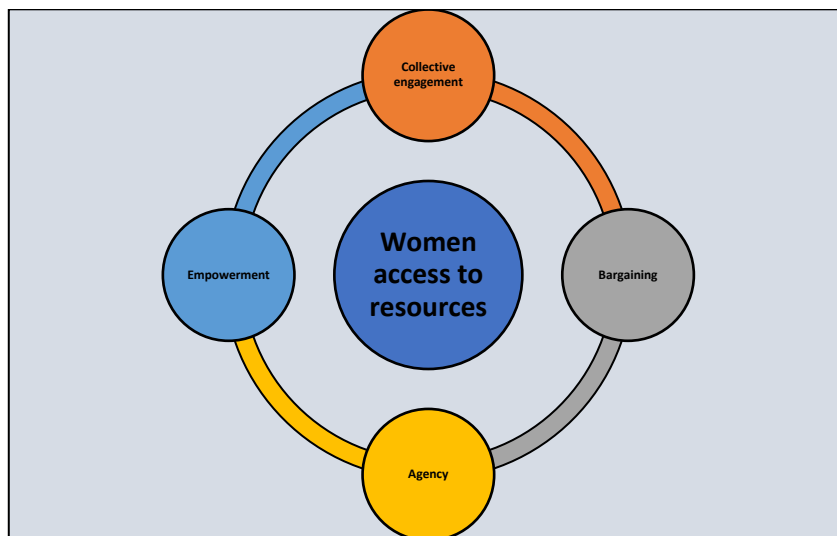 Collective
engagement
Women
access to
resources
Empowerment
Bargaining
Agency